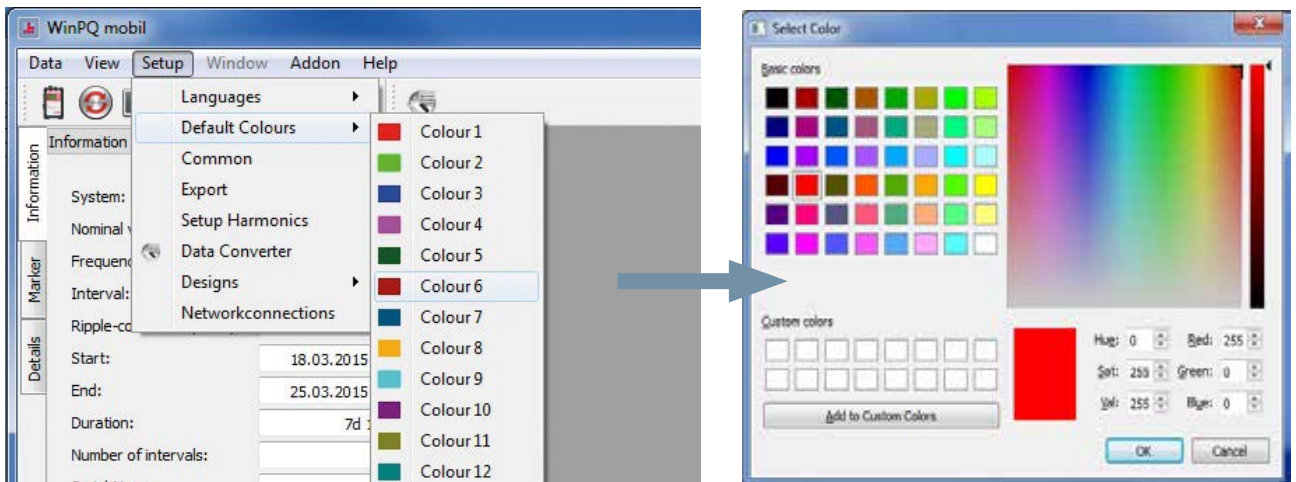 WinPQ mobil
Data View Setup Window Addon Help
Languages
Default Colours
Common
Export
Setup Harmonics
Data Converter
Designs
Networkconnections
Colour 1
Colour 2
Colour 3
Colour 4
Colour 5
Colour 6
Colour 7
Colour 8
Colour 9
Colour 10
Colour 11
Colour 12
Information
Marker
Details
Information
System:
Nominal
Interval:
Start: 18.03.2015
End: 25.03.2015
Duration: 7d
Number of intervals:
Select Color
Basic colors
Custom colors
Add to Custom Colors
Hue: 0 Red: 255
Sat: 255 Green: 0
Val: 255 Blue: 0
OK Cancel